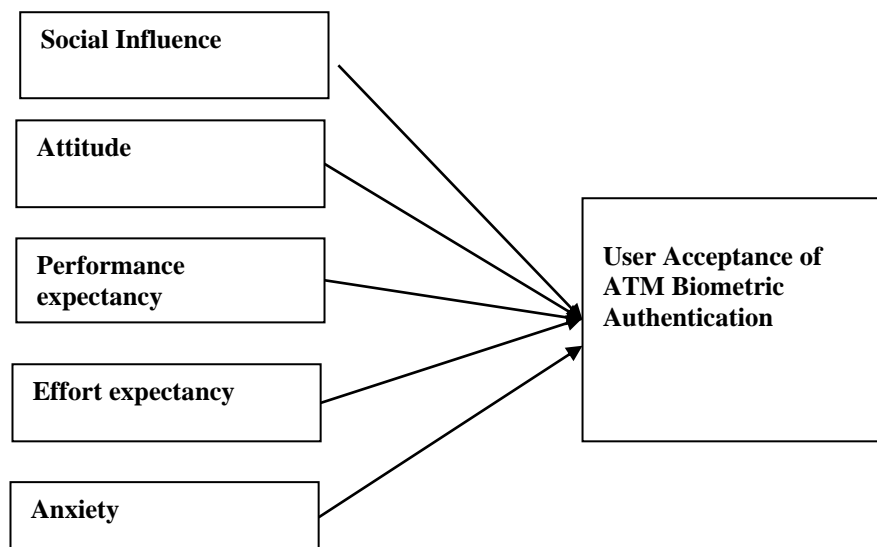 Social Influence
Attitude
Performance
expectancy
Effort expectancy
Anxiety
User Acceptance of
ATM Biometric
Authentication